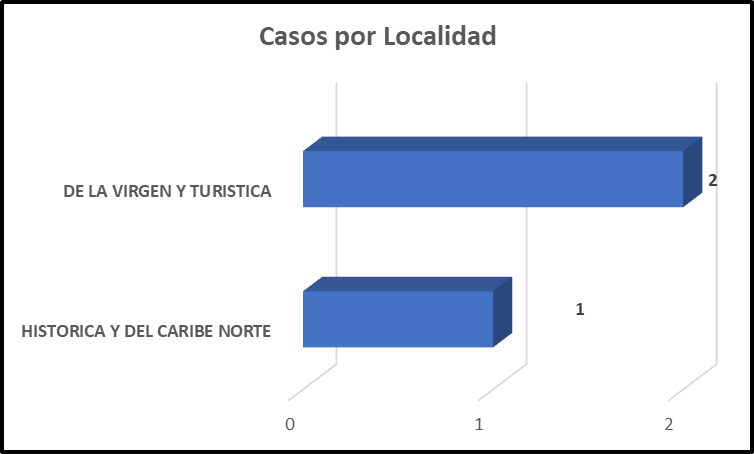 Casos por Localidad
DE LA VIRGEN Y TURISTICA
2
HISTORICA Y DEL CARIBE NORTE
1
0
1
2